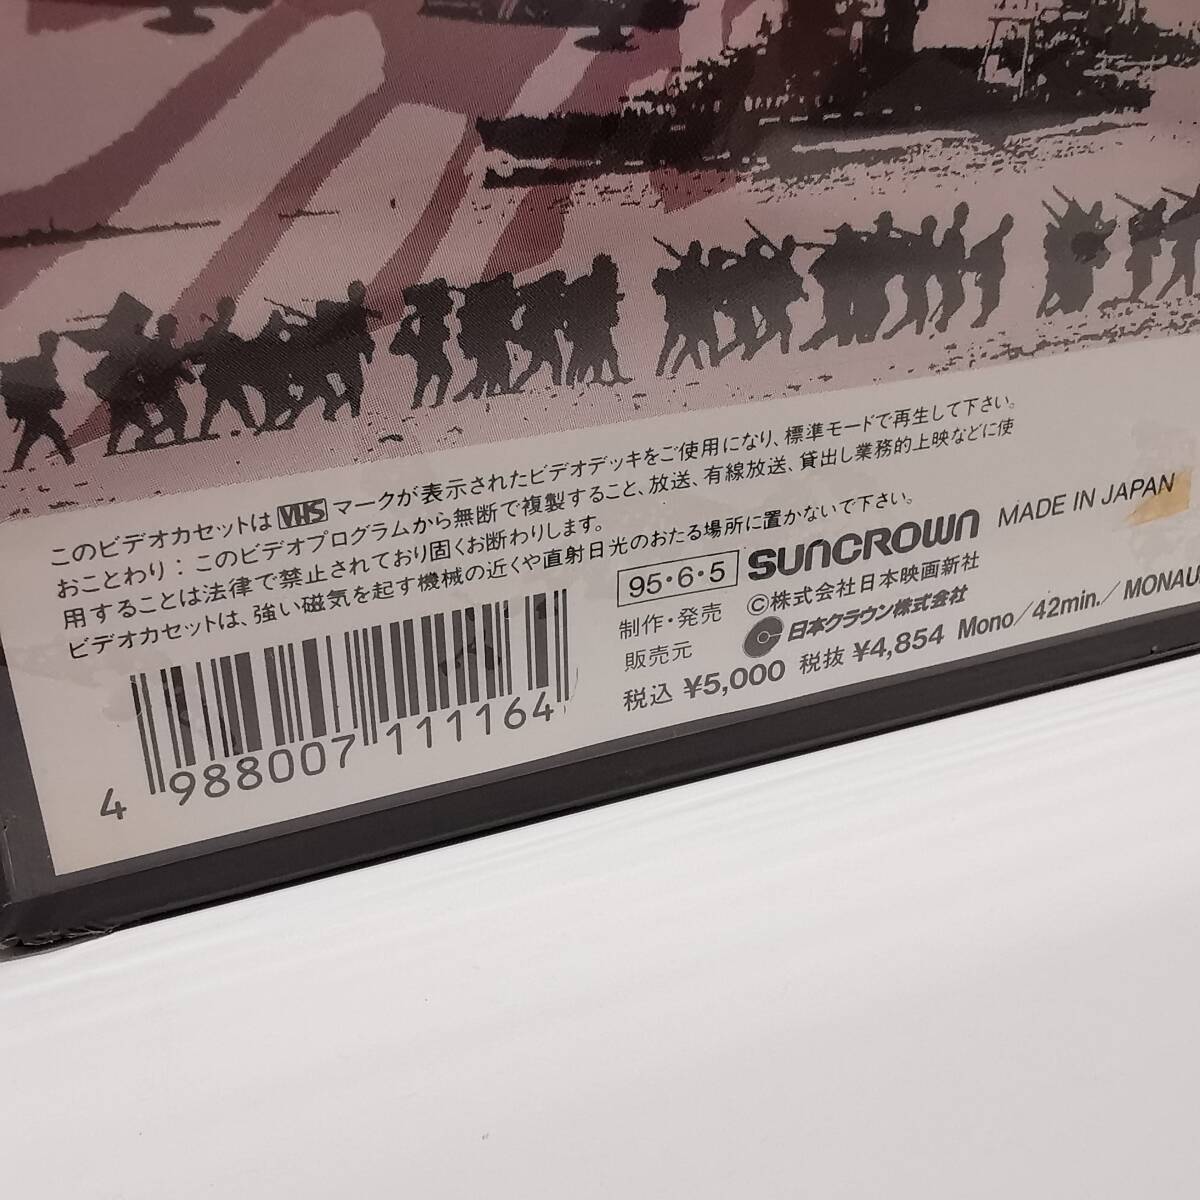 このビデオカセットは VHS マークが表示されたビデオデッキをご使用になり、標準モードで再生して下さい。
おことわり：このビデオプログラムから無断で複製すること、放送、有線放送、貸出し業務的上映などに使
用することは法律で禁止されており固くお断わりします。
ビデオカセットは、強い磁気を起す機械の近くや直射日光のおたる場所に置かないで下さい。
95・6・5 SUNCROWN MADE IN JAPAN
制作・発売 ©株式会社日本映画新社
販売元 日本クラウン株式会社
税込 ¥5,000 税抜 ¥4,854 Mono/42min./MONAU
4 988007 111164